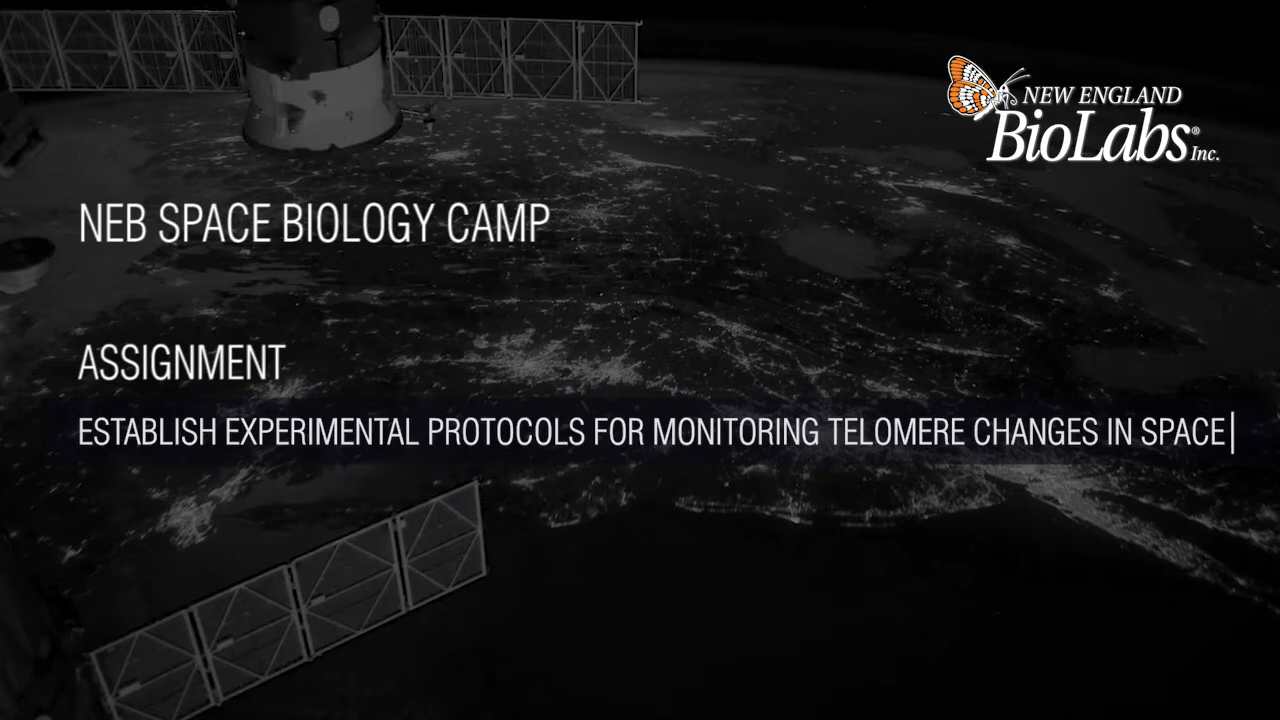 NEW ENGLAND
BioLabs® Inc.
NEB SPACE BIOLOGY CAMP
ASSIGNMENT
ESTABLISH EXPERIMENTAL PROTOCOLS FOR MONITORING TELOMERE CHANGES IN SPACE